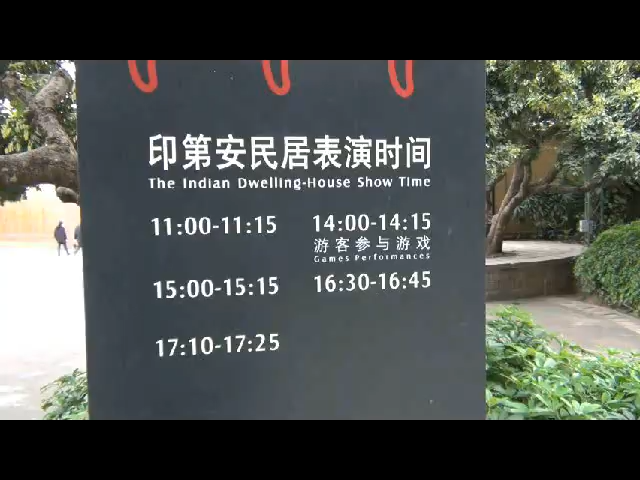 印第安民居表演时间
The Indian Dwelling-House Show Time
11:00-11:15 14:00-14:15
游客参与游戏
Games Performances
15:00-15:15 16:30-16:45
17:10-17:25